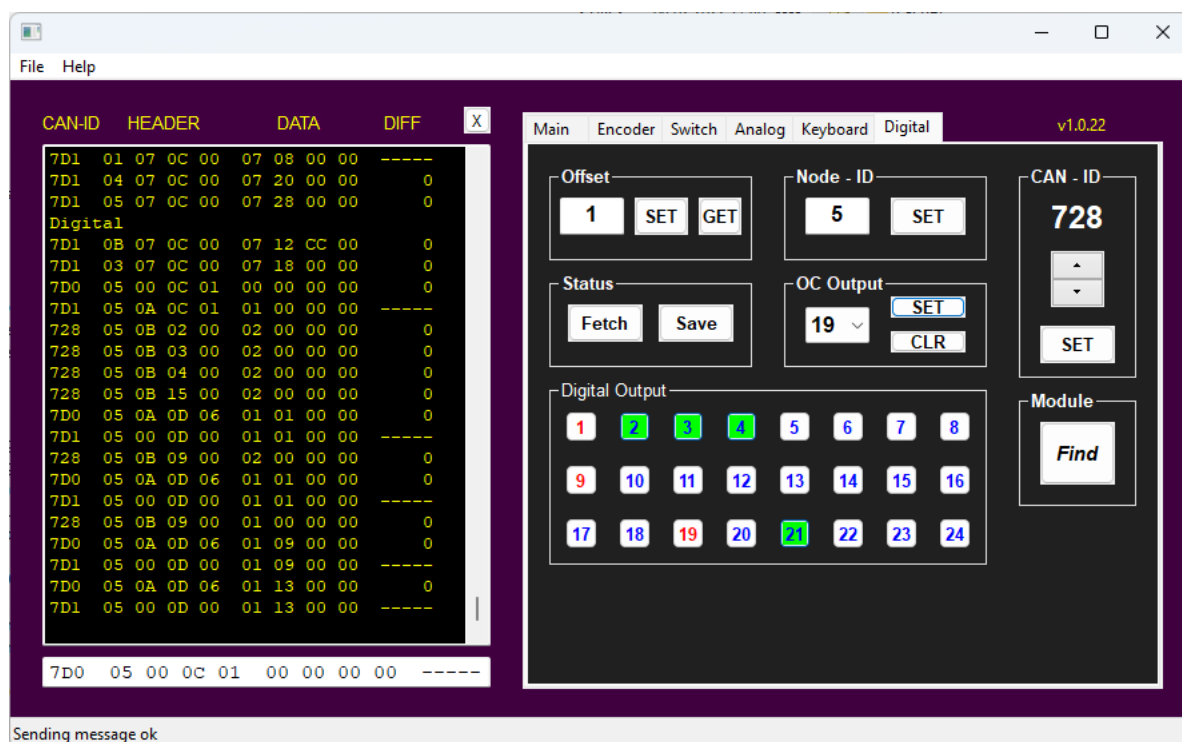 File Help
CAN-ID HEADER DATA DIFF X
7D1 01 07 0C 00 07 08 00 00 -----
7D1 04 07 0C 00 07 20 00 00 0
7D1 05 07 0C 00 07 28 00 00 0
Digital
7D1 0B 07 0C 00 07 12 CC 00 0
7D1 03 07 0C 00 07 18 00 00 0
7D0 05 00 0C 01 00 00 00 00 0
7D1 05 0A 0C 01 01 00 00 00 -----
728 05 0B 02 00 02 00 00 00 0
728 05 0B 03 00 02 00 00 00 0
728 05 0B 04 00 02 00 00 00 0
728 05 0B 15 00 02 00 00 00 0
7D0 05 0A 0D 06 01 01 00 00 0
7D1 05 00 0D 00 01 01 00 00 -----
728 05 0B 09 00 02 00 00 00 0
7D0 05 0A 0D 06 01 01 00 00 0
7D1 05 00 0D 00 01 01 00 00 -----
728 05 0B 09 00 01 00 00 00 0
7D0 05 0A 0D 06 01 09 00 00 0
7D1 05 00 0D 00 01 09 00 00 -----
7D0 05 0A 0D 06 01 13 00 00 0
7D1 05 00 0D 00 01 13 00 00 -----
7D0 05 00 0C 01 00 00 00 00 -----
Main Encoder Switch Analog Keyboard Digital
v1.0.22
Offset
1 SET GET
Node - ID
5 SET
CAN - ID
728
SET
Status
Fetch Save
OC Output
19 SET
CLR
Digital Output
1 2 3 4 5 6 7 8
9 10 11 12 13 14 15 16
17 18 19 20 21 22 23 24
Module
Find
Sending message ok